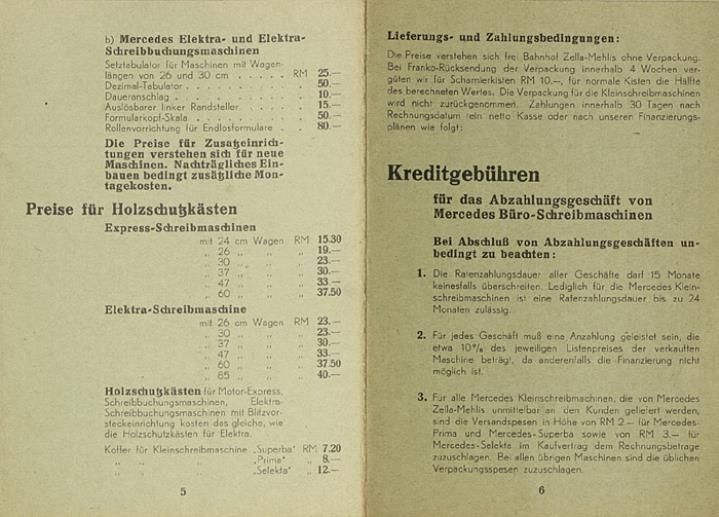 b) Mercedes Elektra- und Elektra-
Schreibbuchungsmaschinen
Setztabulator für Maschinen mit Wagen-
längen von 26 und 30 cm . . . . . RM 25.—
Dezimal-Tabulator . . . . . . . . . 50.—
Daueranschlag . . . . . . . . . . 10.—
Auslösbarer linker Randsteller . . . . „ 15.—
Formularkopf-Skala . . . . . . . . „ 50.—
Rollenvorrichtung für Endlosformulare . . „ 80.—
Die Preise für Zusatzeinrich-
tungen verstehen sich für neue
Maschinen. Nachträgliches Ein-
bauen bedingt zusätzliche Mon-
tagekosten.
Preise für Holzschutzkästen
Express-Schreibmaschinen
mit 24 cm Wagen RM 15.30
„ 26 „ „ „ 19.—
„ 30 „ „ „ 23.—
„ 37 „ „ „ 30.—
„ 47 „ „ „ 33.—
„ 60 „ „ „ 37.50
Elektra-Schreibmaschine
mit 26 cm Wagen RM 23.—
„ 30 „ „ „ 23.—
„ 37 „ „ „ 30.—
„ 47 „ „ „ 33.—
„ 60 „ „ „ 37.50
„ 85 „ „ „ 40.—
Holzschutzkästen für Motor-Express,
Schreibbuchungsmaschinen, Elektra-
Schreibbuchungsmaschinen mit Blitzvor-
steckeinrichtung kosten das gleiche, wie
die Holzschutzkästen für Elektra.
Koffer für Kleinschreibmaschine „Superba“ RM 7.20
„ „ „ „Prima“ „ 8.—
„ „ „ „Selekta“ „ 12.—
5
Lieferungs- und Zahlungsbedingungen:
Die Preise verstehen sich frei Bahnhof Zella-Mehlis ohne Verpackung.
Bei Franko-Rücksendung der Verpackung innerhalb 4 Wochen ver-
güten wir für Scharnierkisten RM 10.—, für normale Kisten die Hälfte
des berechneten Wertes. Die Verpackung für die Kleinschreibmaschinen
wird nicht zurückgenommen. Zahlungen innerhalb 30 Tagen nach
Rechnungsdatum rein netto Kasse oder nach unseren Finanzierungs-
plänen wie folgt:
Kreditgebühren
für das Abzahlungsgeschäft von
Mercedes Büro-Schreibmaschinen
Bei Abschluß von Abzahlungsgeschäften un-
bedingt zu beachten:
1. Die Ratenzahlungsdauer aller Geschäfte darf 15 Monate
keinesfalls überschreiten. Lediglich für die Mercedes Klein-
schreibmaschinen ist eine Ratenzahlungsdauer bis zu 24
Monaten zulässig.
2. Für jedes Geschäft muß eine Anzahlung geleistet sein, die
etwa 10% des jeweiligen Listenpreises der verkauften
Maschine beträgt, da anderenfalls die Finanzierung nicht
möglich ist.
3. Für alle Mercedes Kleinschreibmaschinen, die von Mercedes
Zella-Mehlis unmittelbar an den Kunden geliefert werden,
sind die Versandspesen in Höhe von RM 2.— für Mercedes-
Prima und Mercedes-Superba sowie von RM 3.— für
Mercedes-Selekta im Kaufvertrag dem Rechnungsbetrage
zuzuschlagen. Bei allen übrigen Maschinen sind die üblichen
Verpackungsspesen zuzuschlagen.
6